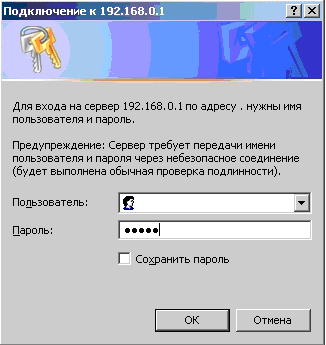 Подключение к 192.168.0.1
Для входа на сервер 192.168.0.1 по адресу . нужны имя
пользователя и пароль.
Предупреждение: Сервер требует передачи имени
пользователя и пароля через небезопасное соединение
(будет выполнена обычная проверка подлинности).
Пользователь:
Пароль: •••••
Сохранить пароль
ОК Отмена